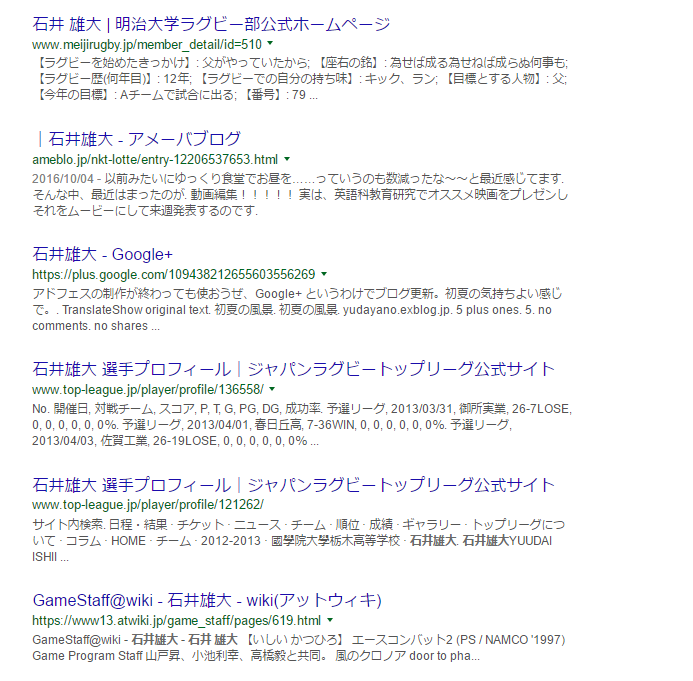 石井 雄大 | 明治大学ラグビー部公式ホームページ
www.meijirugby.jp/member_detail/id=510
【ラグビーを始めたきっかけ】: 父がやっていたから; 【座右の銘】: 為せば成る為せねば成らぬ何事も;
【ラグビー歴(何年目)】: 12年; 【ラグビーでの自分の持ち味】: キック、ラン; 【目標とする人物】: 父;
【今年の目標】: Aチームで試合に出る; 【番号】: 79 ...
｜石井雄大 - アメーバブログ
ameblo.jp/nkt-lotte/entry-12206537653.html
2016/10/04 - 以前みたいにゆっくり食堂でお昼を……っていうのも数減ったな〜〜と最近感じてます.
そんな中、最近はまったのが. 動画編集！！！！！ 実は、英語科教育研究でオススメ映画をプレゼンし
それをムービーにして来週発表するのです.
石井雄大 - Google+
https://plus.google.com/109438212655603556269
アドフェスの制作が終わっても使おうぜ、Google+ というわけでブログ更新。初夏の気持ちよい感じ
で。. TranslateShow original text. 初夏の風景. 初夏の風景. yudayano.exblog.jp. 5 plus ones. 5. no
comments. no shares ...
石井雄大 選手プロフィール｜ジャパンラグビートップリーグ公式サイト
www.top-league.jp/player/profile/136558/
No. 開催日, 対戦チーム, スコア, P, T, G, PG, DG, 成功率. 予選リーグ, 2013/03/31, 御所実業, 26-7LOSE,
0, 0, 0, 0, 0, 0%. 予選リーグ, 2013/04/01, 春日丘高, 7-36WIN, 0, 0, 0, 0, 0, 0%. 予選リーグ,
2013/04/03, 佐賀工業, 26-19LOSE, 0, 0, 0, 0, 0, 0% ...
石井雄大 選手プロフィール｜ジャパンラグビートップリーグ公式サイト
www.top-league.jp/player/profile/121262/
サイト内検索. 日程・結果 · チケット · ニュース · チーム · 順位 · 成績 · ギャラリー · トップリーグにつ
いて · コラム · HOME · チーム · 2012-2013 · 國學院大學栃木高等学校 · 石井雄大. 石井雄大YUUDAI
ISHII ...
GameStaff@wiki - 石井雄大 - wiki(アットウィキ)
https://www13.atwiki.jp/game_staff/pages/619.html
GameStaff@wiki - 石井雄大 - 石井 雄大 【いしい かつひろ】 エースコンバット2 (PS / NAMCO '1997)
Game Program Staff 山戸昇、小池利幸、高橋毅と共同。 風のクロノア door to pha...